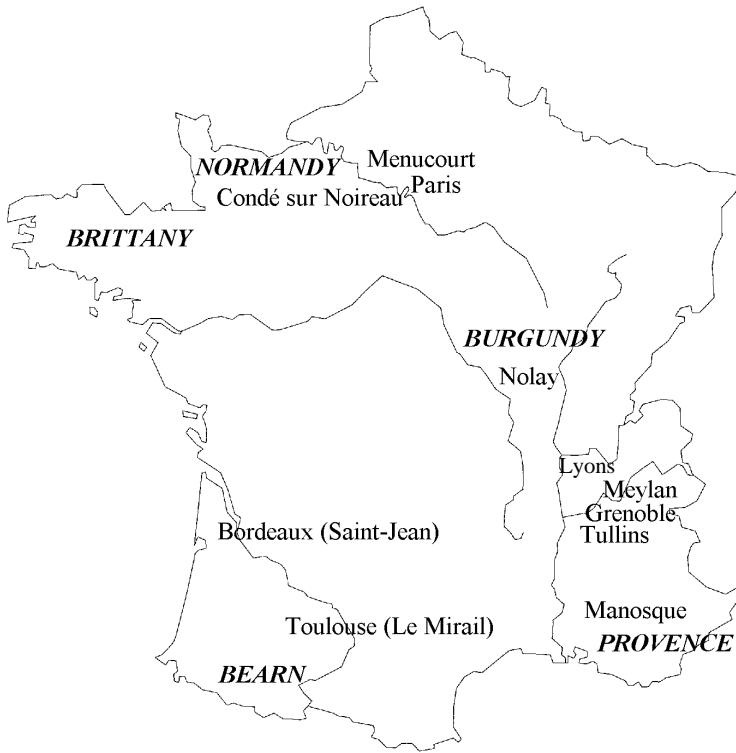 Menucourt
NORMANDY
Paris
Condé sur Noireau
BRITTANY
BURGUNDY
Nolay
Lyons
Meylan
Grenoble
Tullins
Bordeaux (Saint-Jean)
Manosque
Toulouse (Le Mirail)
PROVENCE
BEARN